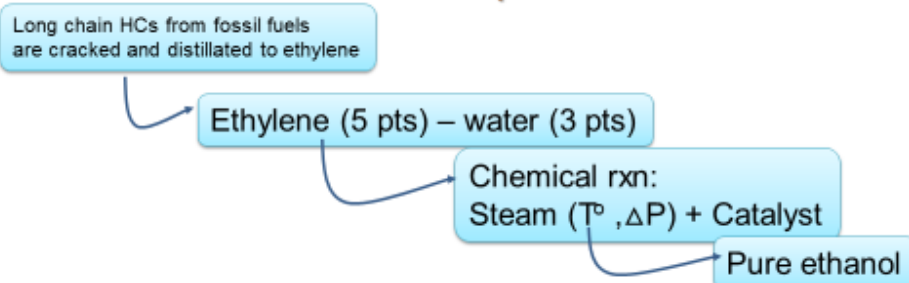 Long chain HCs from fossil fuels
are cracked and distillated to ethylene
Ethylene (5 pts) – water (3 pts)
Chemical rxn:
Steam (T° ,△P) + Catalyst
Pure ethanol